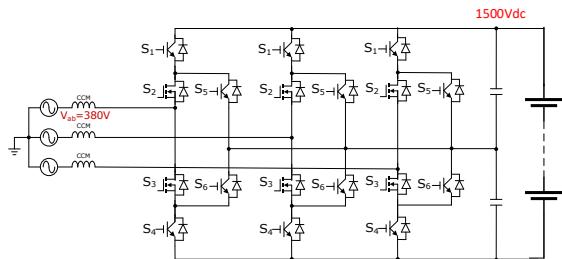 1500Vdc
S1 S1 S1
S2 S5 S2 S5 S2 S5
CCM
Vab=380V
CCM
CCM
S3 S6 S3 S6 S3 S6
S4 S4 S4